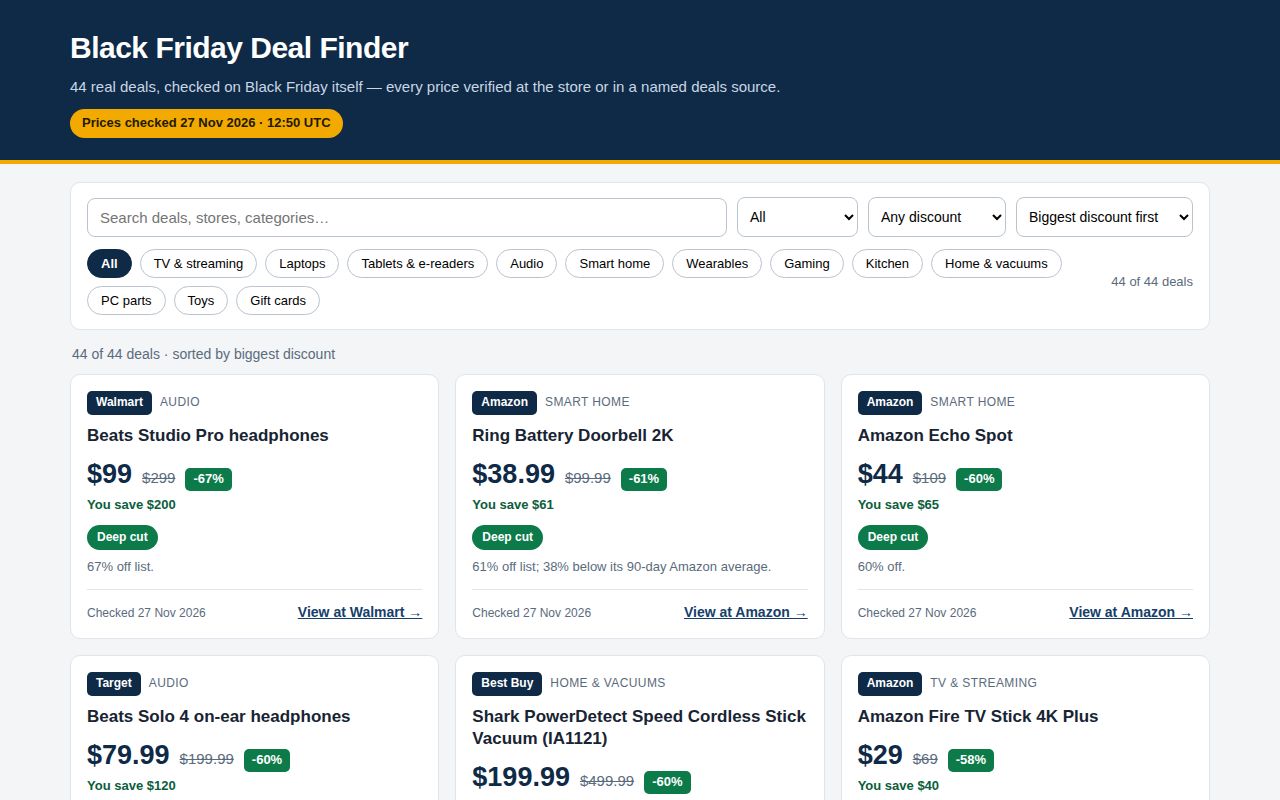 Black Friday Deal Finder
44 real deals, checked on Black Friday itself — every price verified at the store or in a named deals source.
Prices checked 27 Nov 2026 · 12:50 UTC
Search deals, stores, categories…
All
Any discount
Biggest discount first
All
TV & streaming
Laptops
Tablets & e-readers
Audio
Smart home
Wearables
Gaming
Kitchen
Home & vacuums
PC parts
Toys
Gift cards
44 of 44 deals
44 of 44 deals · sorted by biggest discount
Walmart AUDIO
Beats Studio Pro headphones
$99 $299 -67%
You save $200
Deep cut
67% off list.
Checked 27 Nov 2026 View at Walmart →
Amazon SMART HOME
Ring Battery Doorbell 2K
$38.99 $99.99 -61%
You save $61
Deep cut
61% off list; 38% below its 90-day Amazon average.
Checked 27 Nov 2026 View at Amazon →
Amazon SMART HOME
Amazon Echo Spot
$44 $109 -60%
You save $65
Deep cut
60% off.
Checked 27 Nov 2026 View at Amazon →
Target AUDIO
Beats Solo 4 on-ear headphones
$79.99 $199.99 -60%
You save $120
Best Buy HOME & VACUUMS
Shark PowerDetect Speed Cordless Stick
Vacuum (IA1121)
$199.99 $499.99 -60%
Amazon TV & STREAMING
Amazon Fire TV Stick 4K Plus
$29 $69 -58%
You save $40